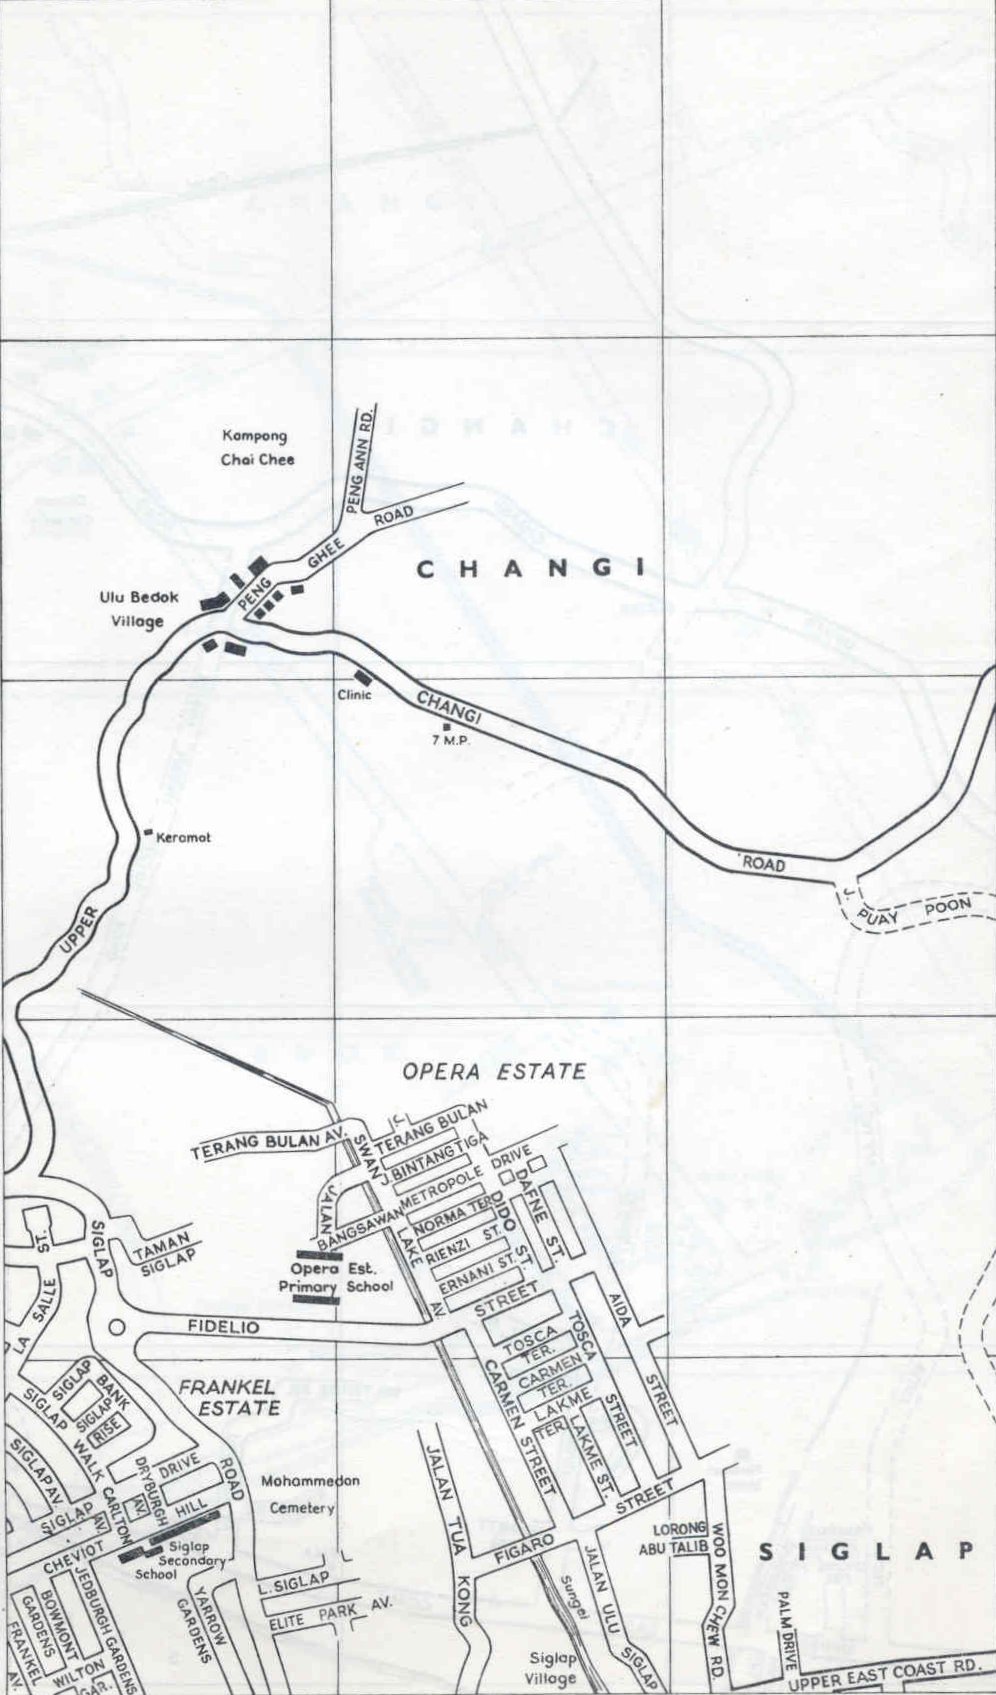 Kampong
Chai Chee
PENG ANN RD.
PENG GHEE ROAD
CHANGI
Ulu Bedok
Village
Clinic
7 M.P.
Keramat
UPPER CHANGI ROAD
J. PUAY POON
OPERA ESTATE
TERANG BULAN AV.
TERANG BULAN
J. BINTANG TIGA
METROPOLE DRIVE
SWAN LAKE AV.
JALAN BANGSAWAN
NORMA TER.
RIENZI ST.
ERNANI ST.
DIDO ST.
DAFNE ST.
Opera Est.
Primary School
FIDELIO STREET
TAMAN
SIGLAP
SIGLAP ROAD
LA SALLE ST.
TOSCA
TER.
CARMEN
TER.
LAKME
TER.
TOSCA STREET
AIDA STREET
CARMEN STREET
LAKME ST.
FRANKEL
ESTATE
SIGLAP
BANK
SIGLAP
RISE
SIGLAP WALK
SIGLAP AV.
SIGLAP
HILL
DRYBURGH AV.
DRIVE
CARLTON AV.
CHEVIOT
Siglap
Secondary
School
Mohammedan
Cemetery
JALAN TUA KONG
FIGARO STREET
LORONG
ABU TALIB
WOO MON CHEW RD.
SIGLAP
JALAN ULU SIGLAP
Sungei
Siglap
Village
L. SIGLAP
ELITE PARK AV.
YARROW
GARDENS
JEDBURGH GARDENS
BOWMONT
GARDENS
FRANKEL
AV.
WILTON
GAR.
PALM DRIVE
UPPER EAST COAST RD.